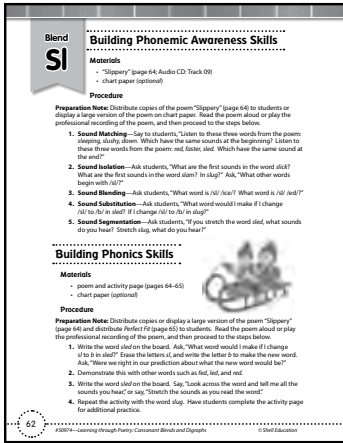 Blend
Sl
Building Phonemic Awareness Skills
Materials
• "Slippery" (page 64; Audio CD: Track 09)
• chart paper (optional)
Procedure
Preparation Note: Distribute copies of the poem "Slippery" (page 64) to students or
display a large version of the poem on chart paper. Read the poem aloud or play the
professional recording of the poem, and then proceed to the steps below.
1. Sound Matching—Say to students, "Listen to these three words from the poem:
sleeping, slushy, down. Which have the same sounds at the beginning? Listen to
these three words from the poem: red, faster, sled. Which have the same sound at
the end?"
2. Sound Isolation—Ask students, "What are the first sounds in the word slick?
What are the first sounds in the word slam? In slug?" Ask, "What other words
begin with /sl/?"
3. Sound Blending—Ask students, "What word is /sl/ /ice/? What word is /sl/ /ed/?"
4. Sound Substitution—Ask students, "What word would I make if I change
/sl/ to /b/ in sled? If I change /sl/ to /b/ in slug?"
5. Sound Segmentation—Ask students, "If you stretch the word sled, what sounds
do you hear? Stretch slug, what do you hear?"
Building Phonics Skills
Materials
• poem and activity page (pages 64–65)
• chart paper (optional)
Procedure
Preparation Note: Distribute copies or display a large version of the poem "Slippery"
(page 64) and distribute Perfect Fit (page 65) to students. Read the poem aloud or play
the professional recording of the poem, and then proceed to the steps below.
1. Write the word sled on the board. Ask, "What word would I make if I change
sl to b in sled?" Erase the letters sl, and write the letter b to make the new word.
Ask, "Were we right in our prediction about what the new word would be?"
2. Demonstrate this with other words such as fed, led, and red.
3. Write the word sled on the board. Say, "Look across the word and tell me all the
sounds you hear," or say, "Stretch the sounds as you read the word."
4. Repeat the activity with the word slug. Have students complete the activity page
for additional practice.
62
#50974—Learning through Poetry: Consonant Blends and Digraphs
© Shell Education